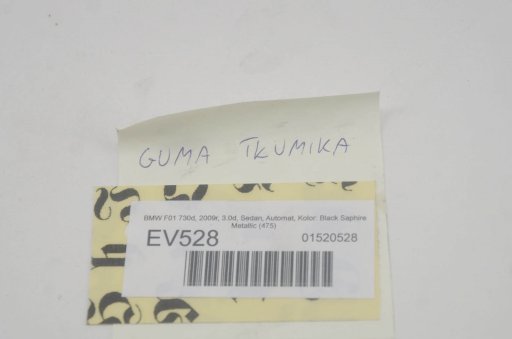 GUMA TŁUMIKA
BMW F01 730d, 2009r, 3.0d, Sedan, Automat, Kolor: Black Saphire
Metallic (475)
EV528
01520528